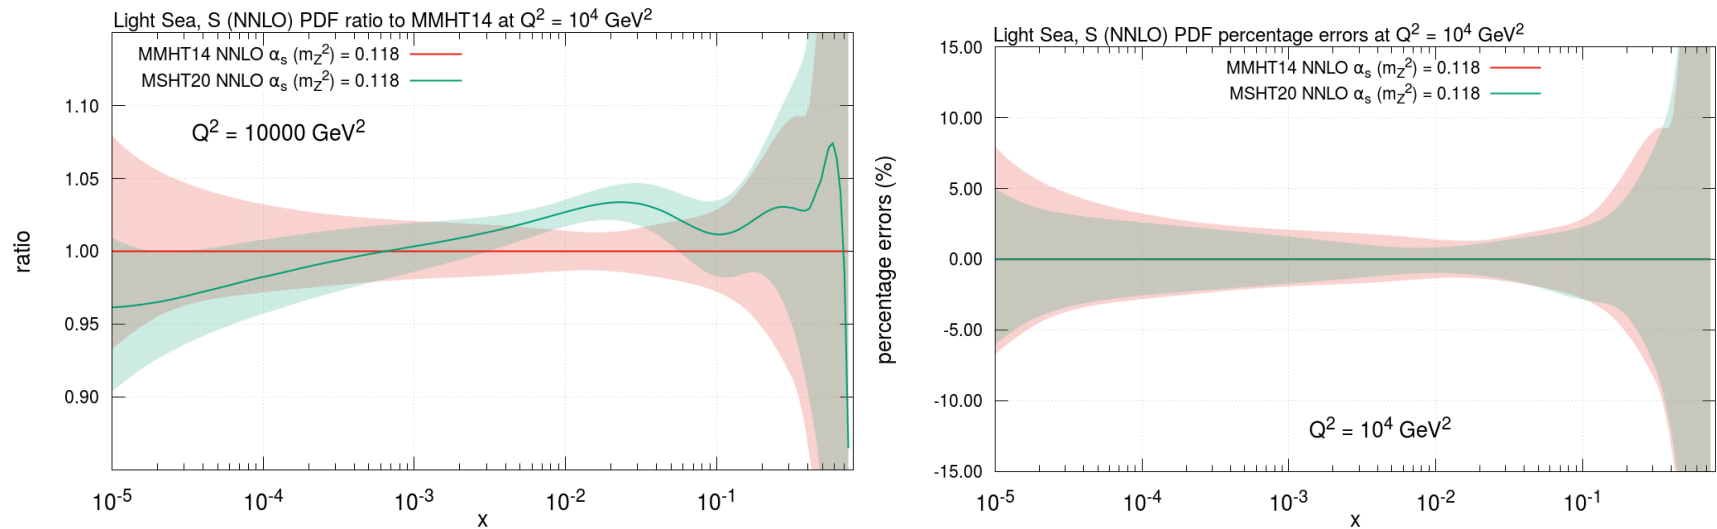 Light Sea, S (NNLO) PDF ratio to MMHT14 at Q² = 10⁴ GeV²
MMHT14 NNLO αₛ (m_Z²) = 0.118
MSHT20 NNLO αₛ (m_Z²) = 0.118
Q² = 10000 GeV²
ratio
1.10
1.05
1.00
0.95
0.90
10⁻⁵ 10⁻⁴ 10⁻³ 10⁻² 10⁻¹
x
Light Sea, S (NNLO) PDF percentage errors at Q² = 10⁴ GeV²
MMHT14 NNLO αₛ (m_Z²) = 0.118
MSHT20 NNLO αₛ (m_Z²) = 0.118
percentage errors (%)
15.00
10.00
5.00
0.00
-5.00
-10.00
-15.00
Q² = 10⁴ GeV²
10⁻⁵ 10⁻⁴ 10⁻³ 10⁻² 10⁻¹
x